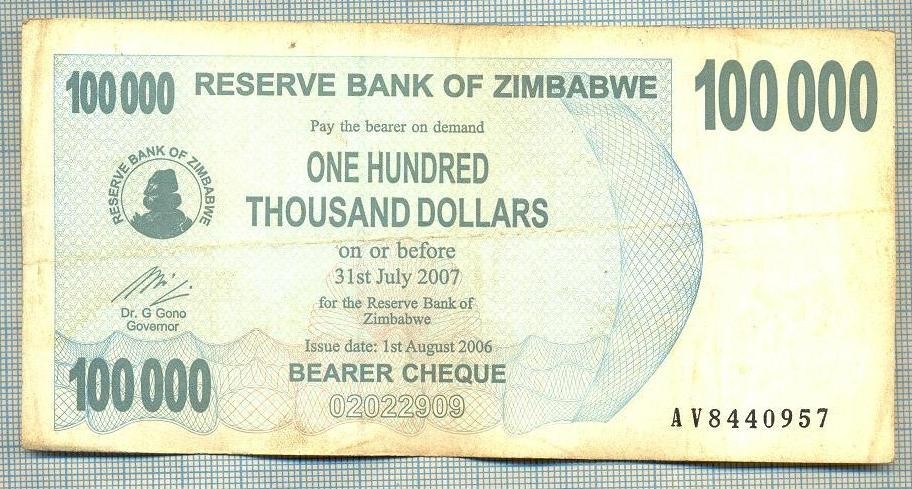 100 000 RESERVE BANK OF ZIMBABWE 100 000
Pay the bearer on demand
ONE HUNDRED
THOUSAND DOLLARS
RESERVE BANK OF ZIMBABWE
on or before
31st July 2007
for the Reserve Bank of
Zimbabwe
Dr. G Gono
Governor
Issue date: 1st August 2006
BEARER CHEQUE
100 000
02022909
AV8440957